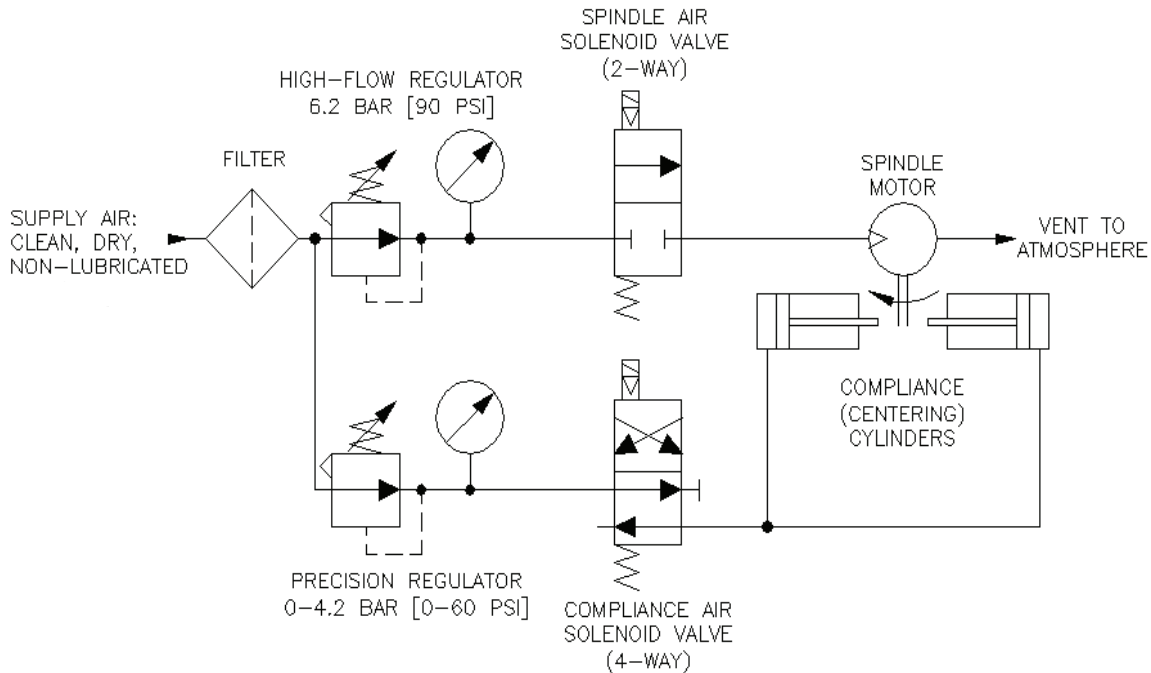 SPINDLE AIR
SOLENOID VALVE
(2-WAY)
HIGH-FLOW REGULATOR
6.2 BAR [90 PSI]
FILTER
SPINDLE
MOTOR
SUPPLY AIR:
CLEAN, DRY,
NON-LUBRICATED
VENT TO
ATMOSPHERE
COMPLIANCE
(CENTERING)
CYLINDERS
PRECISION REGULATOR
0-4.2 BAR [0-60 PSI]
COMPLIANCE AIR
SOLENOID VALVE
(4-WAY)